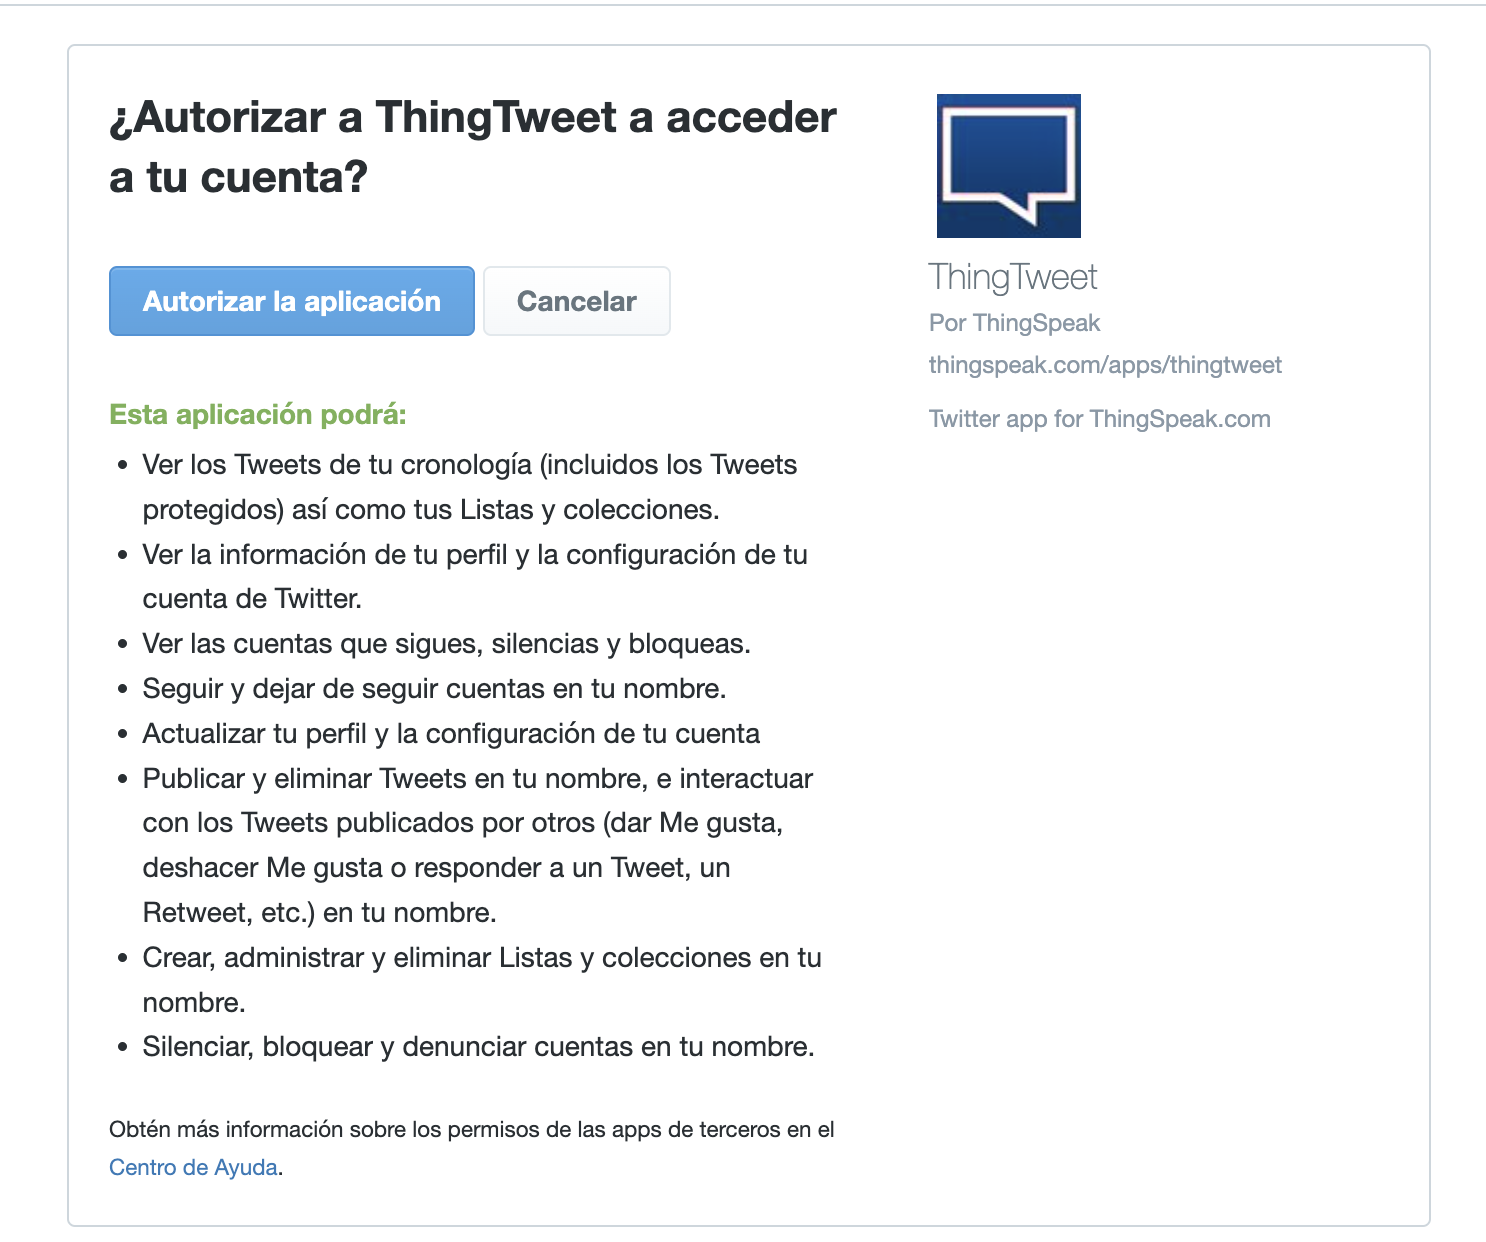 ¿Autorizar a ThingTweet a acceder
a tu cuenta?
Autorizar la aplicación
Cancelar
Esta aplicación podrá:
• Ver los Tweets de tu cronología (incluidos los Tweets
protegidos) así como tus Listas y colecciones.
• Ver la información de tu perfil y la configuración de tu
cuenta de Twitter.
• Ver las cuentas que sigues, silencias y bloqueas.
• Seguir y dejar de seguir cuentas en tu nombre.
• Actualizar tu perfil y la configuración de tu cuenta
• Publicar y eliminar Tweets en tu nombre, e interactuar
con los Tweets publicados por otros (dar Me gusta,
deshacer Me gusta o responder a un Tweet, un
Retweet, etc.) en tu nombre.
• Crear, administrar y eliminar Listas y colecciones en tu
nombre.
• Silenciar, bloquear y denunciar cuentas en tu nombre.
Obtén más información sobre los permisos de las apps de terceros en el
Centro de Ayuda.
ThingTweet
Por ThingSpeak
thingspeak.com/apps/thingtweet
Twitter app for ThingSpeak.com